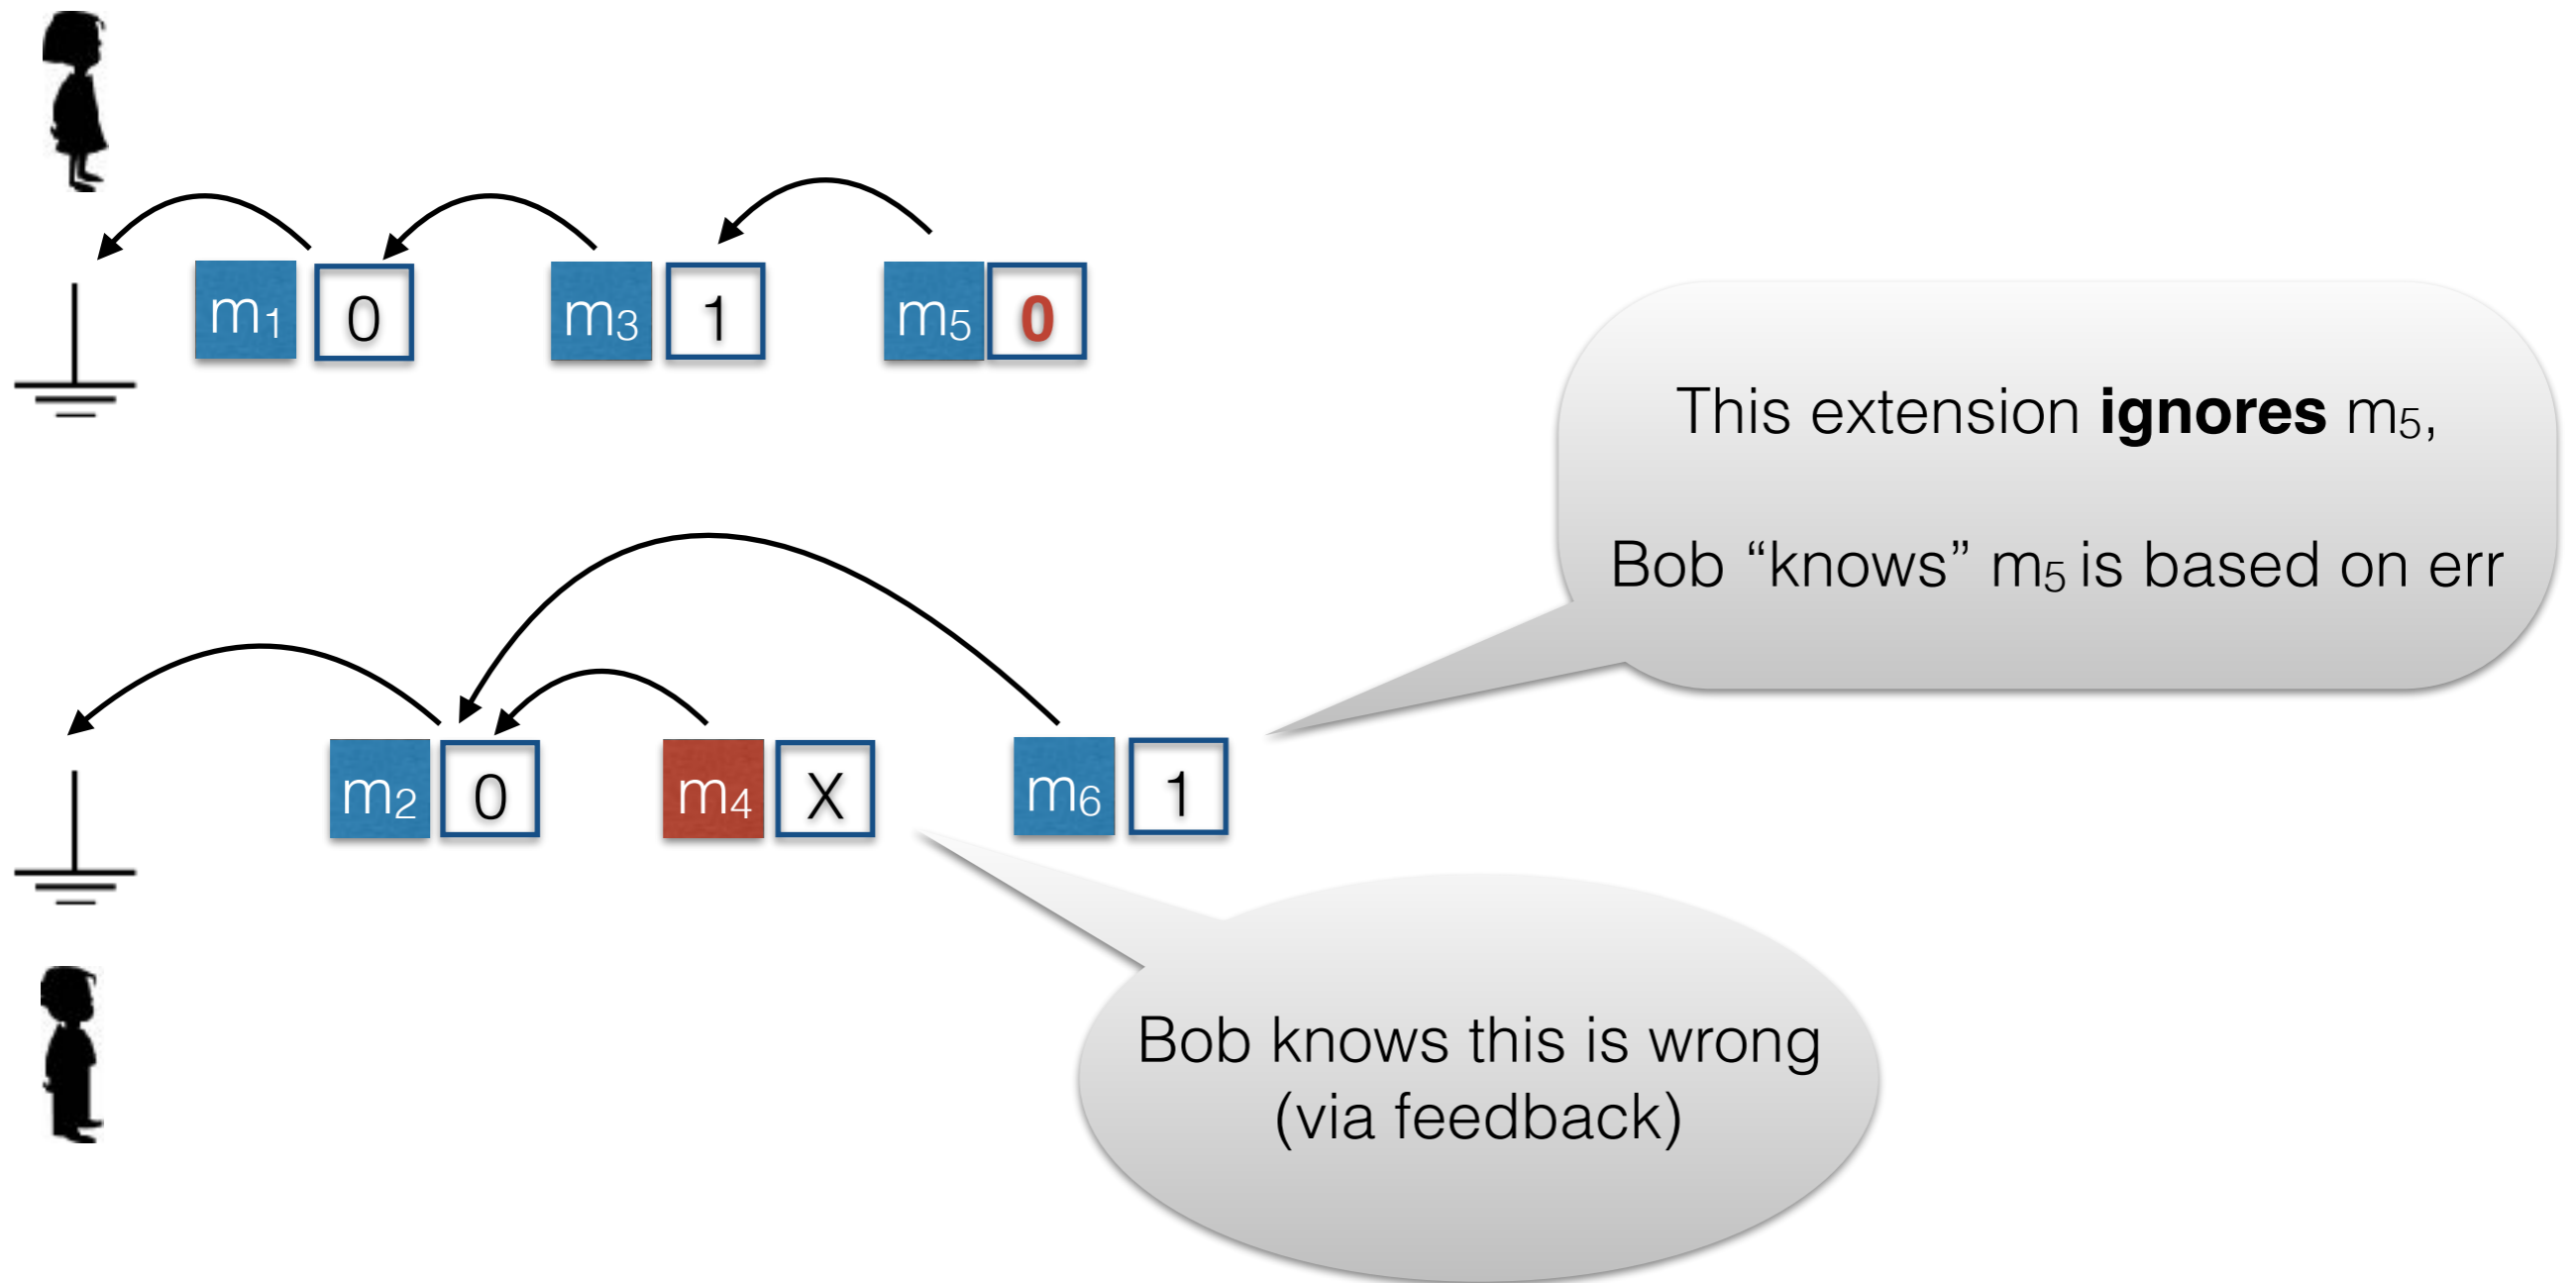 m₁ 0 m₃ 1 m₅ 0
This extension ignores m₅,
Bob “knows” m₅ is based on err
m₂ 0 m₄ X m₆ 1
Bob knows this is wrong
(via feedback)